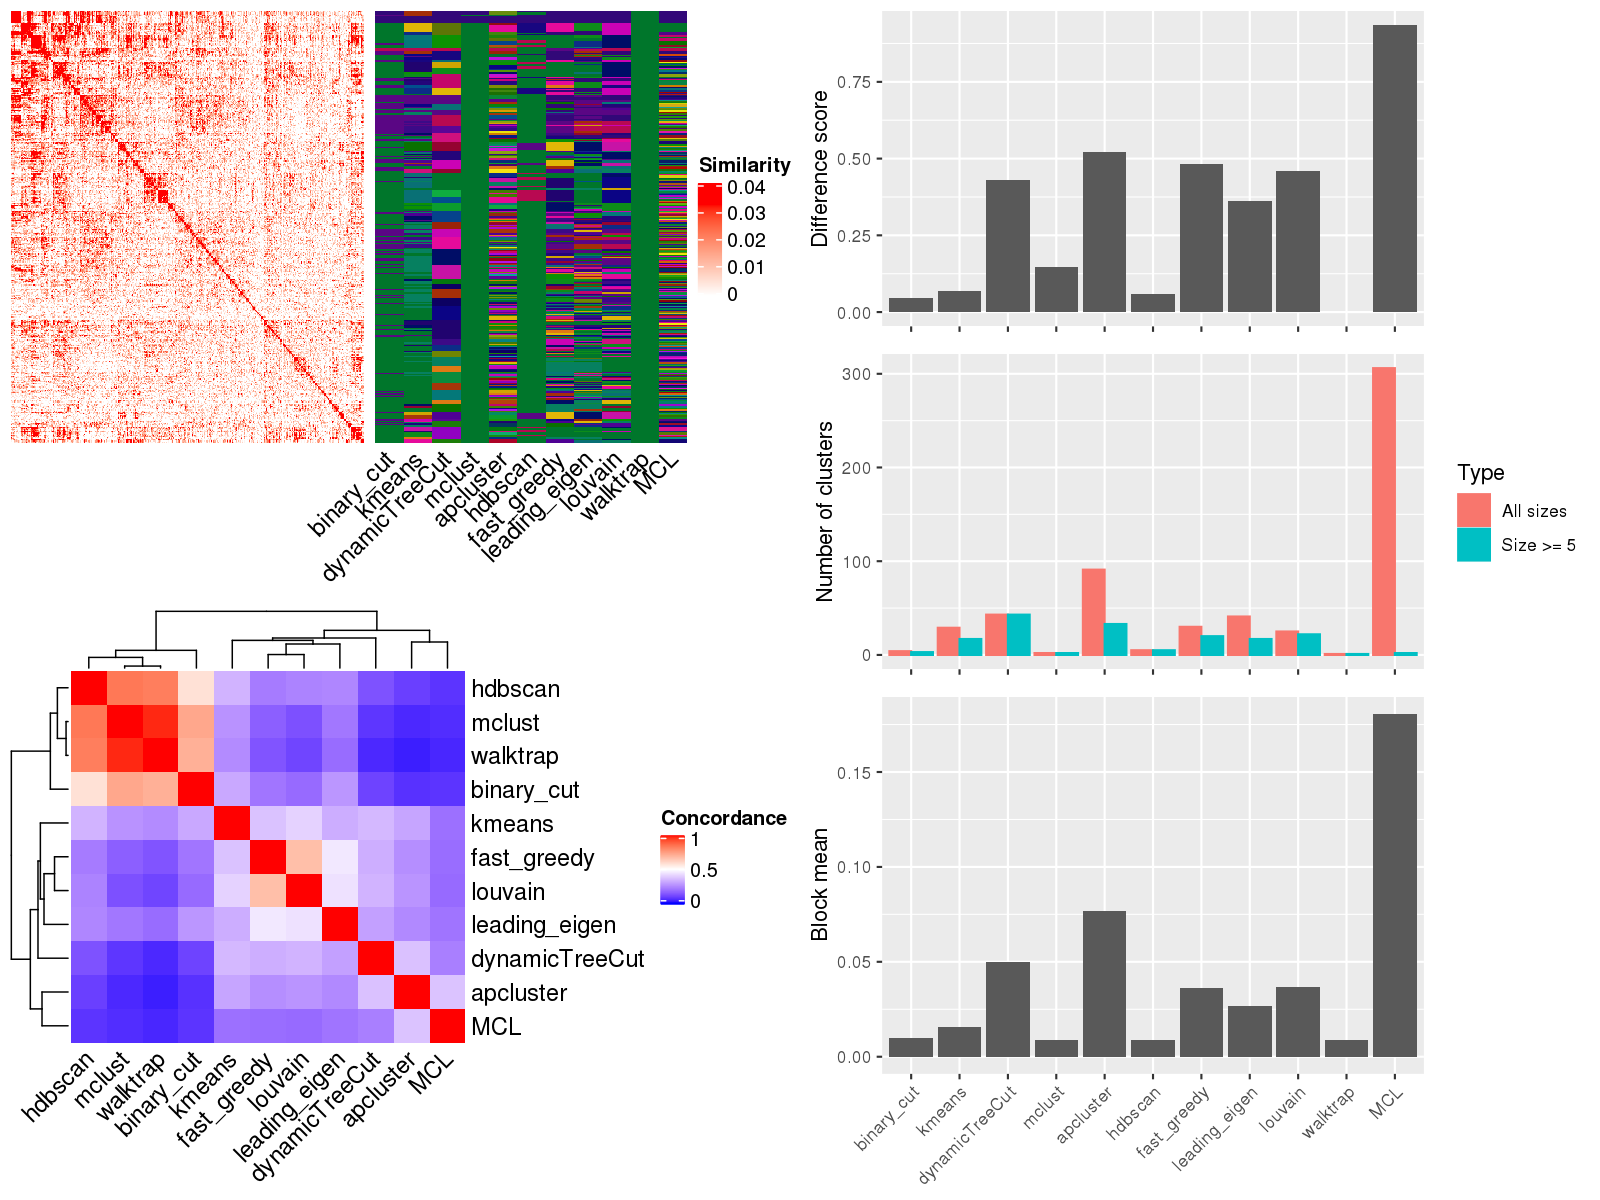 Similarity
0.04
0.03
0.02
0.01
0
binary_cut
kmeans
dynamicTreeCut
mclust
apcluster
hdbscan
fast_greedy
leading_eigen
louvain
walktrap
MCL
Difference score
0.75
0.50
0.25
0.00
Number of clusters
300
200
100
0
Type
All sizes
Size >= 5
hdbscan
mclust
walktrap
binary_cut
kmeans
fast_greedy
louvain
leading_eigen
dynamicTreeCut
apcluster
MCL
Concordance
1
0.5
0
hdbscan
mclust
walktrap
binary_cut
kmeans
fast_greedy
louvain
leading_eigen
dynamicTreeCut
apcluster
MCL
Block mean
0.15
0.10
0.05
0.00
binary_cut
kmeans
dynamicTreeCut
mclust
apcluster
hdbscan
fast_greedy
leading_eigen
louvain
walktrap
MCL